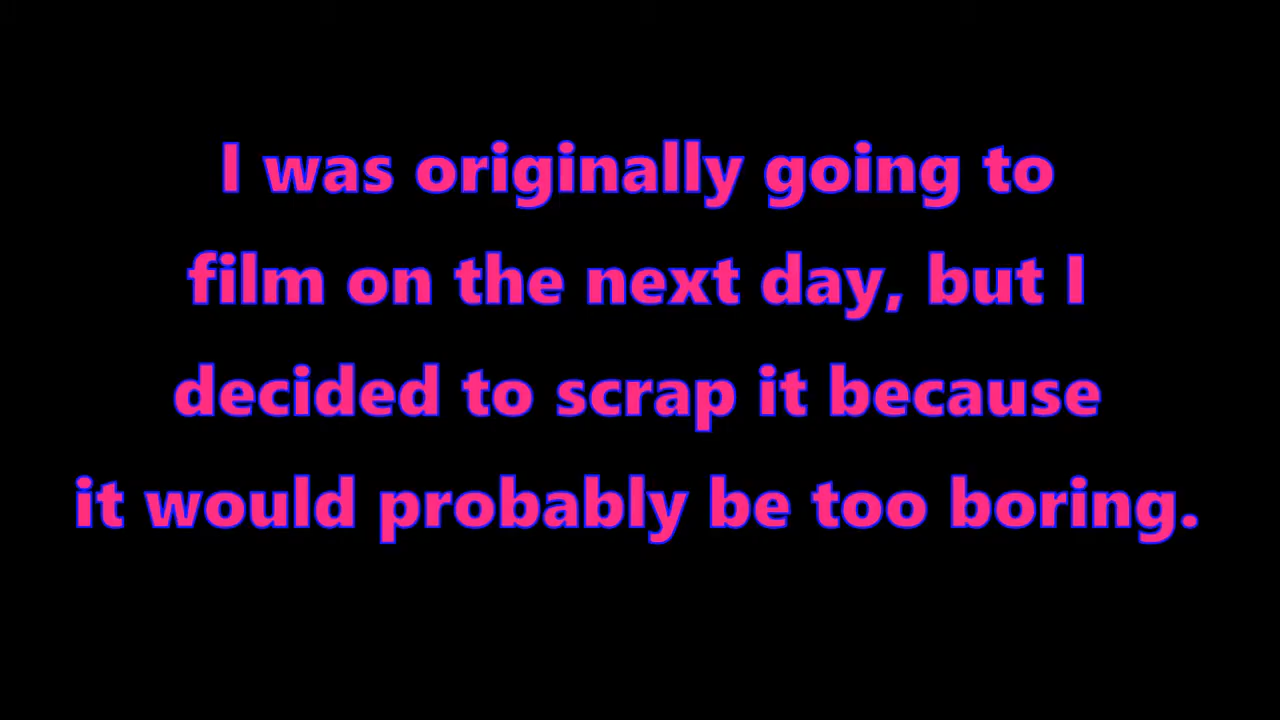 I was originally going to
film on the next day, but I
decided to scrap it because
it would probably be too boring.